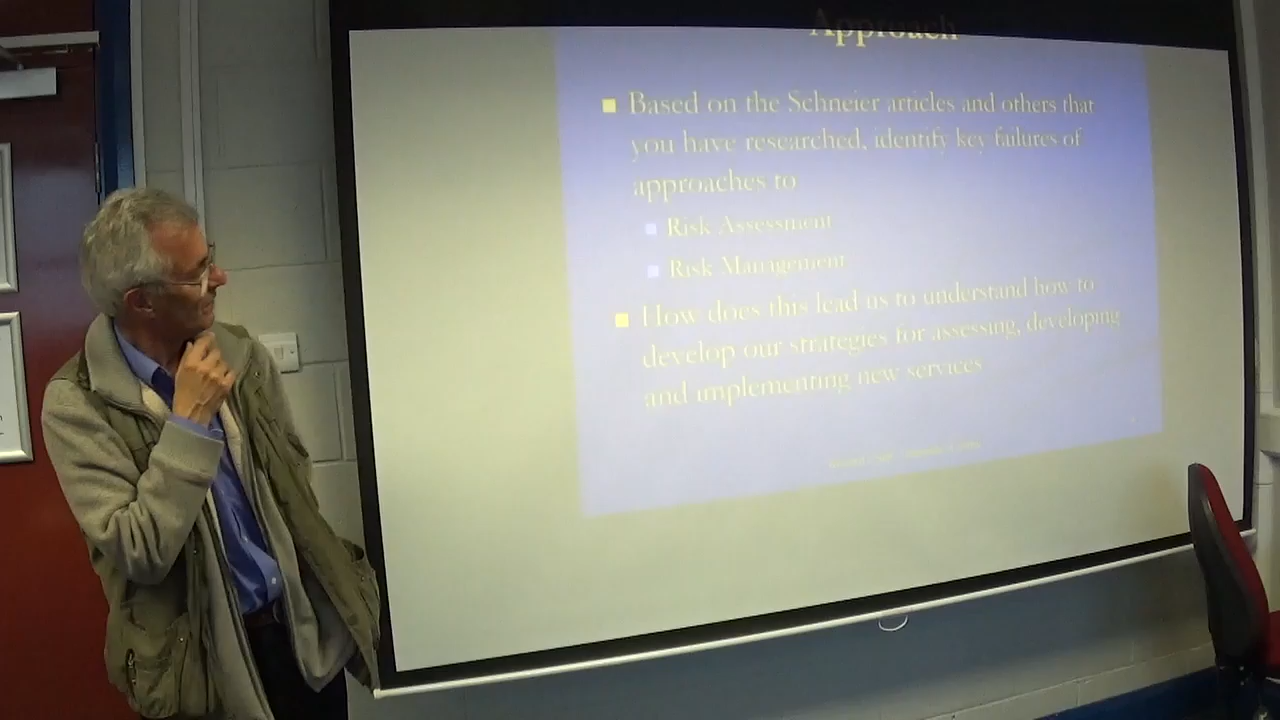 Approach
Based on the Schneier articles and others that
you have researched, identify key failures of
approaches to
Risk Assessment
Risk Management
How does this lead us to understand how to
develop our strategies for assessing, developing
and implementing new services